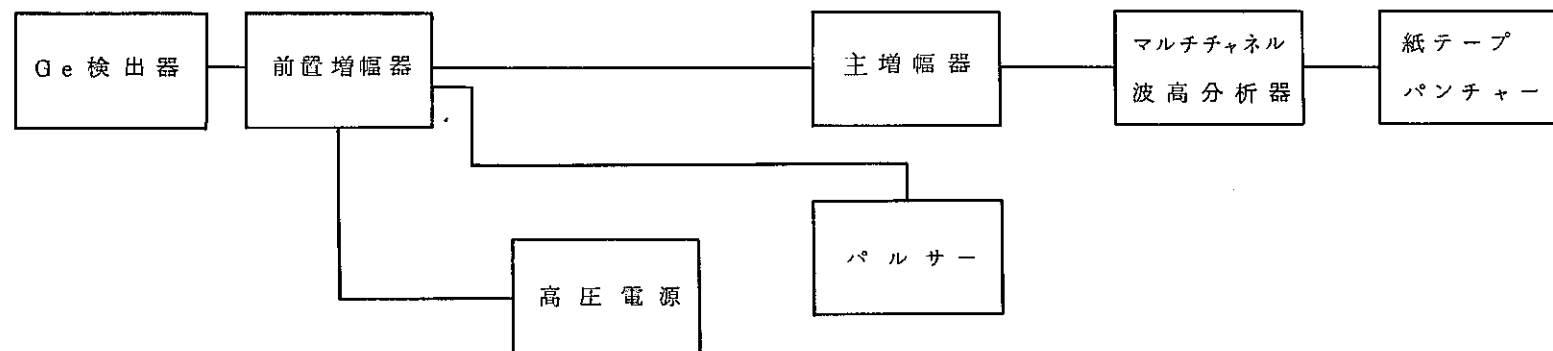 Ge検出器
前置増幅器
主増幅器
マルチチャネル
波高分析器
紙テープ
パンチャー
パルサー
高圧電源